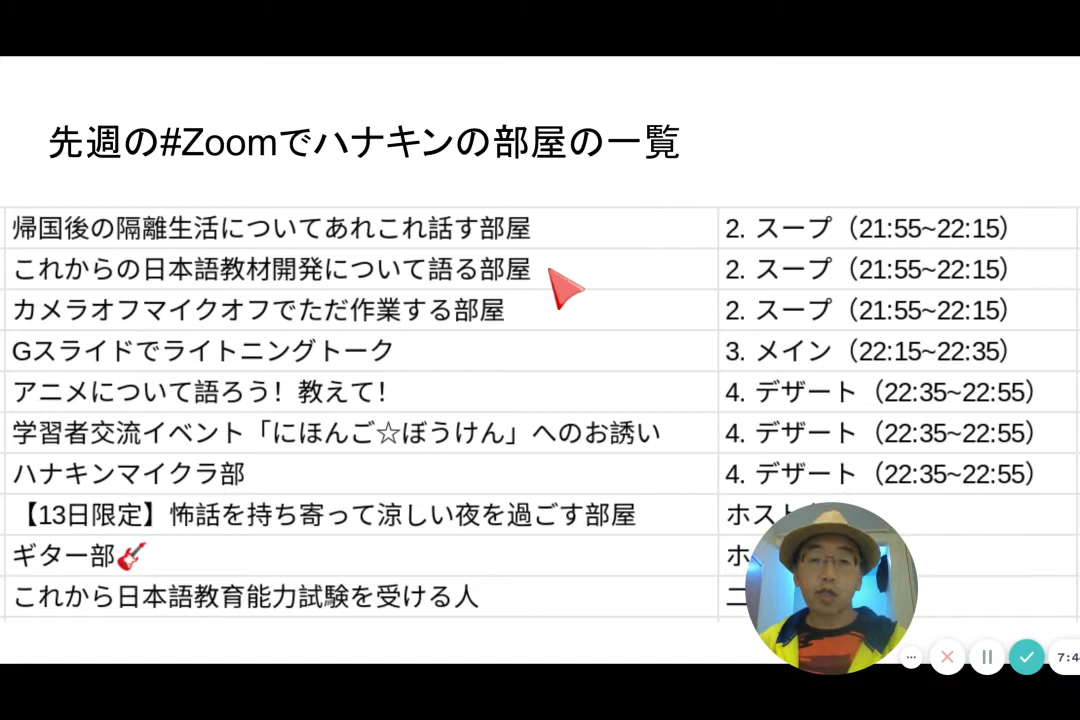 先週の#Zoomでハナキンの部屋の一覧
帰国後の隔離生活についてあれこれ話す部屋 2. スープ（21:55~22:15）
これからの日本語教材開発について語る部屋 2. スープ（21:55~22:15）
カメラオフマイクオフでただ作業する部屋 2. スープ（21:55~22:15）
Gスライドでライトニングトーク 3. メイン（22:15~22:35）
アニメについて語ろう！教えて！ 4. デザート（22:35~22:55）
学習者交流イベント「にほんご☆ぼうけん」へのお誘い 4. デザート（22:35~22:55）
ハナキンマイクラ部 4. デザート（22:35~22:55）
【13日限定】怖話を持ち寄って涼しい夜を過ごす部屋 ホスト
ギター部🎸 ホ
これから日本語教育能力試験を受ける人 二
7:4